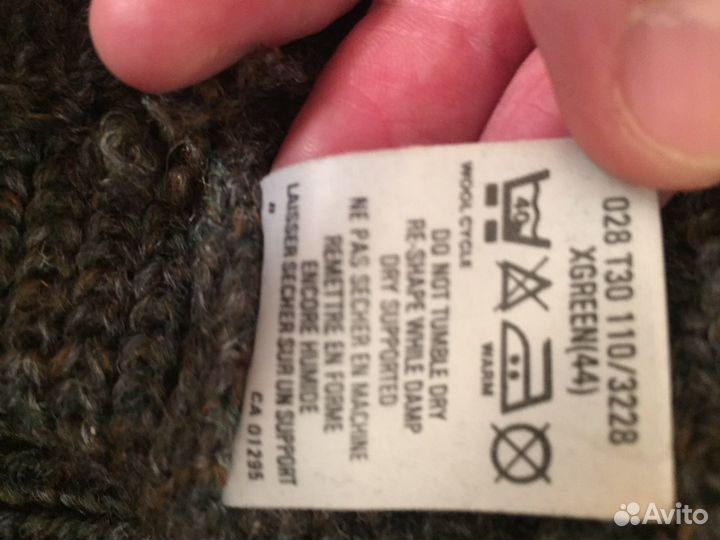 028 T30 110/3228
XGREEN(44)
40
WOOL CYCLE
WARM
DO NOT TUMBLE DRY
RE-SHAPE WHILE DAMP
DRY SUPPORTED
NE PAS SECHER EN MACHINE
REMETTRE EN FORME
ENCORE HUMIDE
LAISSER SECHER SUR UN SUPPORT
CA 01295
Avito